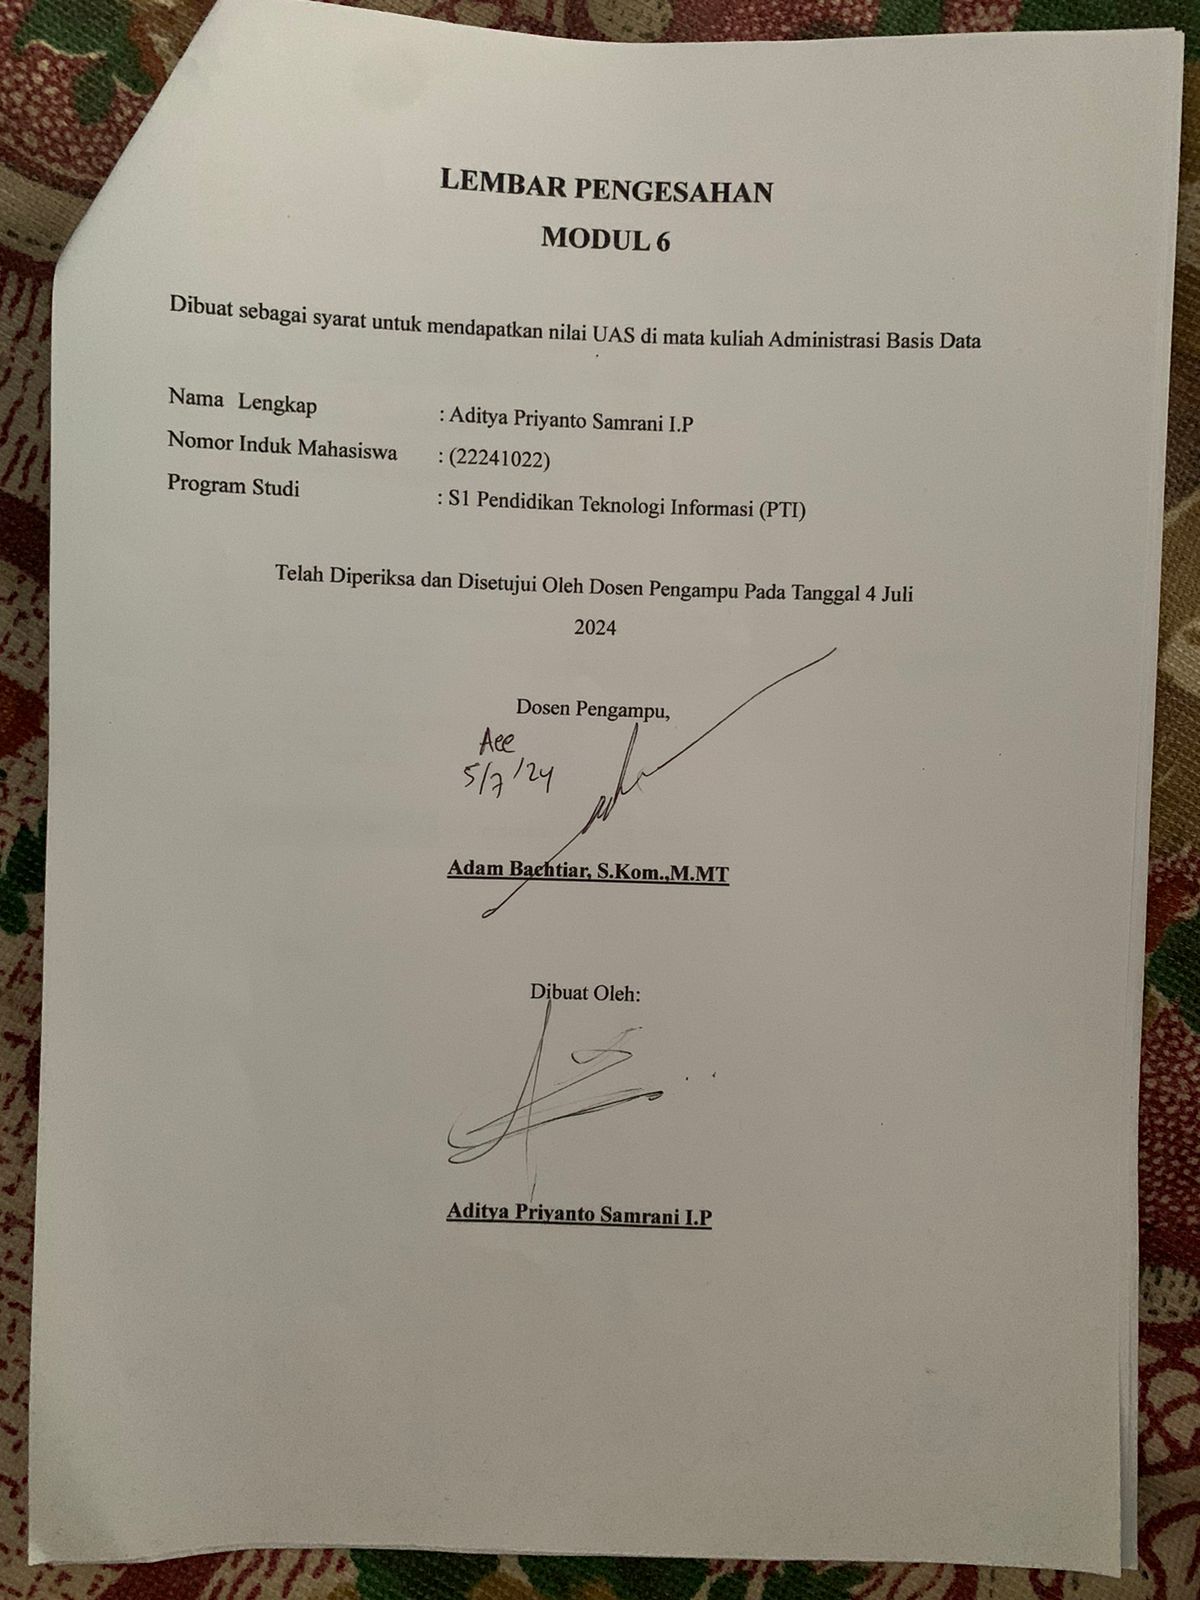 LEMBAR PENGESAHAN
MODUL 6
Dibuat sebagai syarat untuk mendapatkan nilai UAS di mata kuliah Administrasi Basis Data
Nama Lengkap : Aditya Priyanto Samrani I.P
Nomor Induk Mahasiswa : (22241022)
Program Studi : S1 Pendidikan Teknologi Informasi (PTI)
Telah Diperiksa dan Disetujui Oleh Dosen Pengampu Pada Tanggal 4 Juli
2024
Dosen Pengampu,
Acc
5/7/24
Adam Bachtiar, S.Kom.,M.MT
Dibuat Oleh:
Aditya Priyanto Samrani I.P